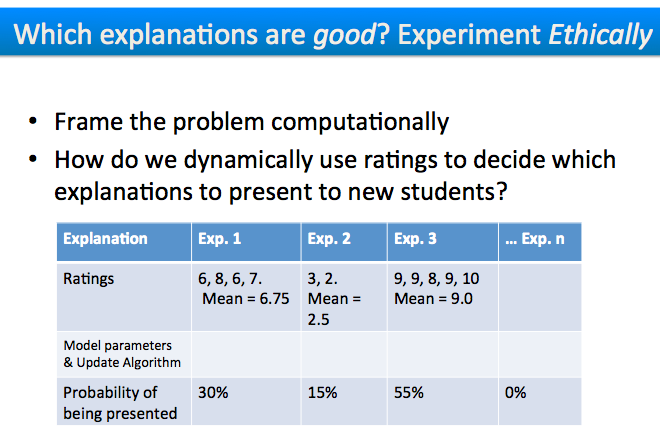 Which explanations are good? Experiment Ethically
• Frame the problem computationally
• How do we dynamically use ratings to decide which
explanations to present to new students?
Explanation Exp. 1 Exp. 2 Exp. 3 ... Exp. n
Ratings 6, 8, 6, 7. 3, 2. 9, 9, 8, 9, 10
Mean = 6.75 Mean = Mean = 9.0
2.5
Model parameters
& Update Algorithm
Probability of 30% 15% 55% 0%
being presented